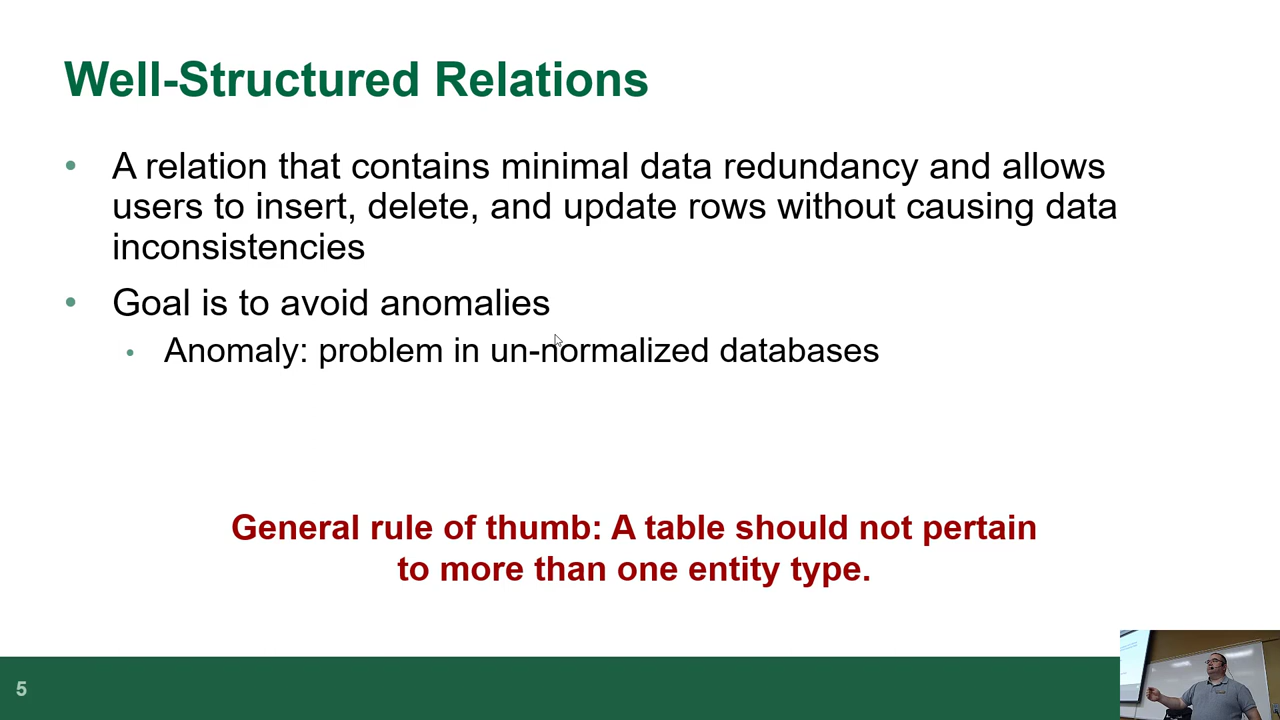 Well-Structured Relations
• A relation that contains minimal data redundancy and allows
users to insert, delete, and update rows without causing data
inconsistencies
• Goal is to avoid anomalies
• Anomaly: problem in un-normalized databases
General rule of thumb: A table should not pertain
to more than one entity type.
5